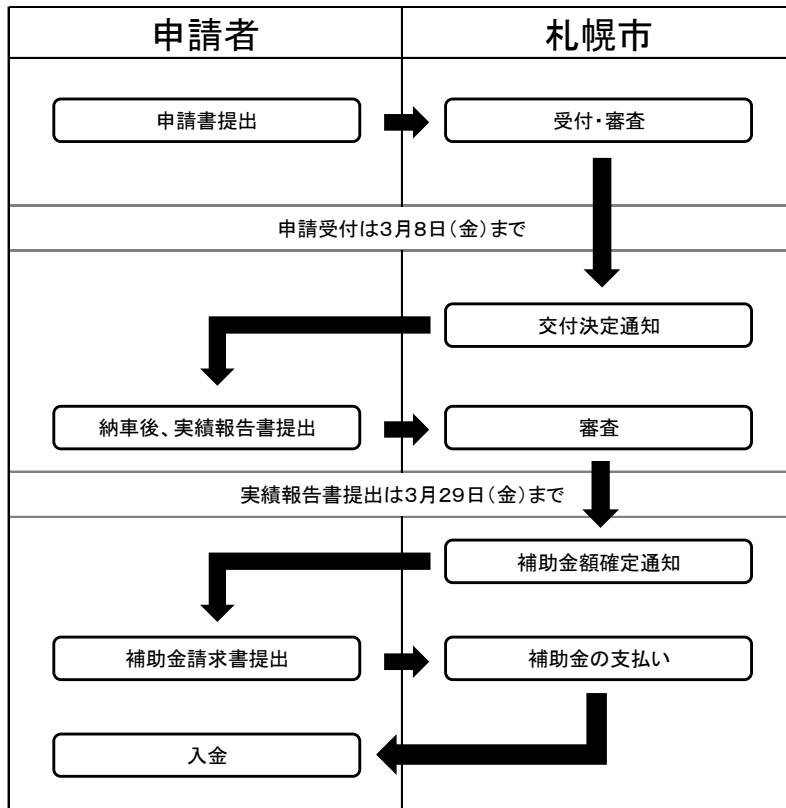 申請者
札幌市
申請書提出
受付・審査
申請受付は3月8日（金）まで
交付決定通知
納車後、実績報告書提出
審査
実績報告書提出は3月29日（金）まで
補助金額確定通知
補助金請求書提出
補助金の支払い
入金